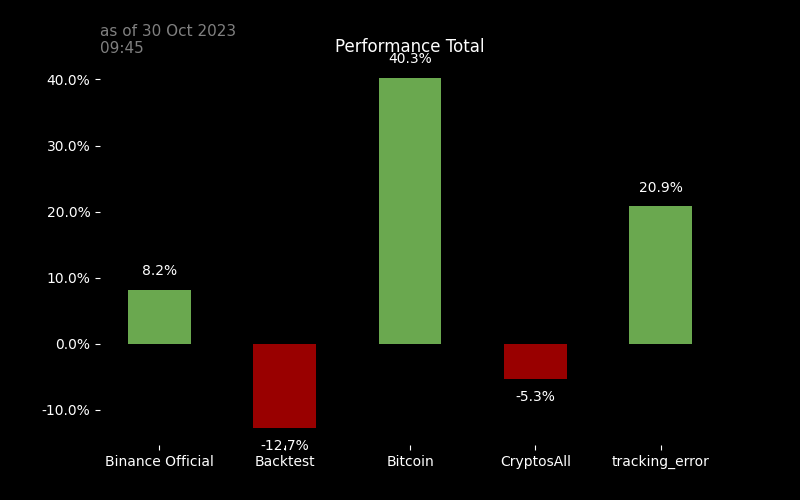 as of 30 Oct 2023
09:45
Performance Total
40.3%
40.0%
30.0%
20.9%
20.0%
8.2%
10.0%
0.0%
-5.3%
-10.0%
-12.7%
Binance Official
Backtest
Bitcoin
CryptosAll
tracking_error